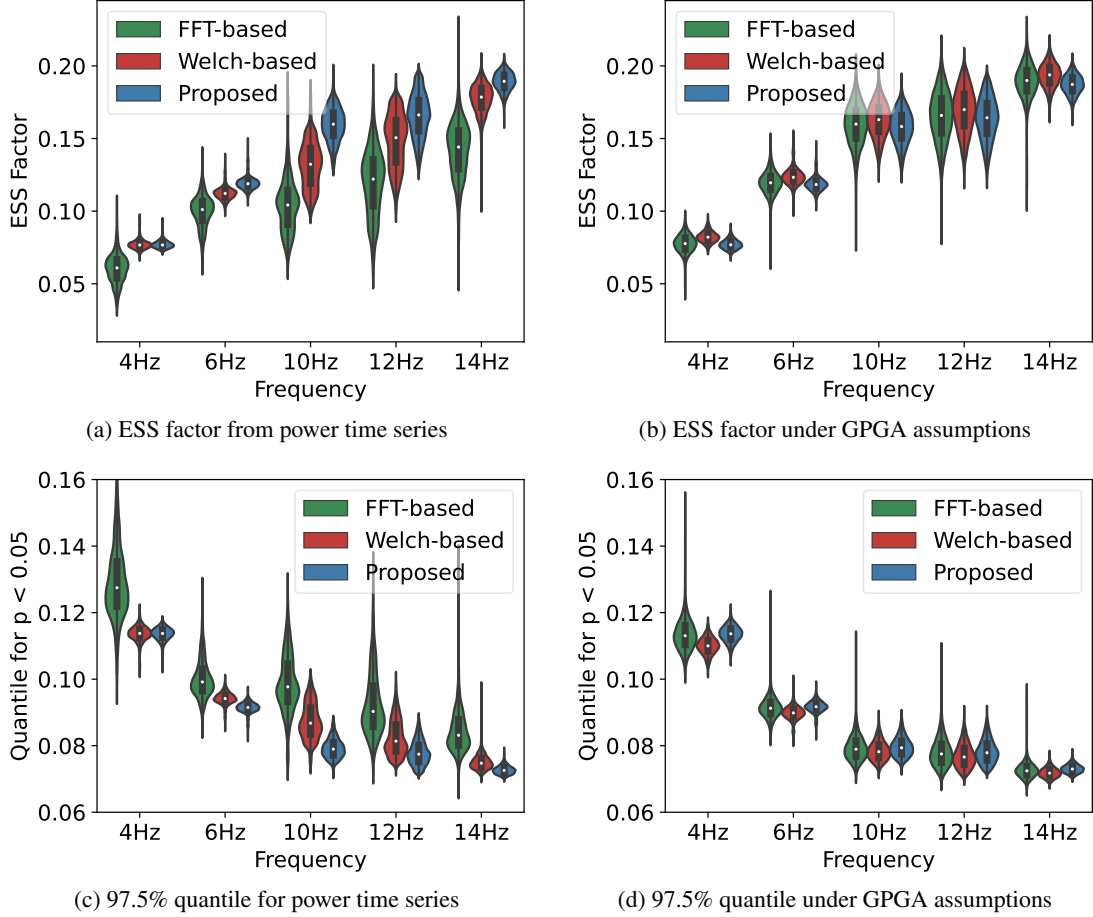 FFT-based
Welch-based
Proposed
0.20
0.15
0.10
0.05
ESS Factor
4Hz 6Hz 10Hz 12Hz 14Hz
Frequency
(a) ESS factor from power time series
FFT-based
Welch-based
Proposed
0.20
0.15
0.10
0.05
ESS Factor
4Hz 6Hz 10Hz 12Hz 14Hz
Frequency
(b) ESS factor under GPGA assumptions
FFT-based
Welch-based
Proposed
0.16
0.14
0.12
0.10
0.08
0.06
Quantile for p < 0.05
4Hz 6Hz 10Hz 12Hz 14Hz
Frequency
(c) 97.5% quantile for power time series
FFT-based
Welch-based
Proposed
0.16
0.14
0.12
0.10
0.08
0.06
Quantile for p < 0.05
4Hz 6Hz 10Hz 12Hz 14Hz
Frequency
(d) 97.5% quantile under GPGA assumptions